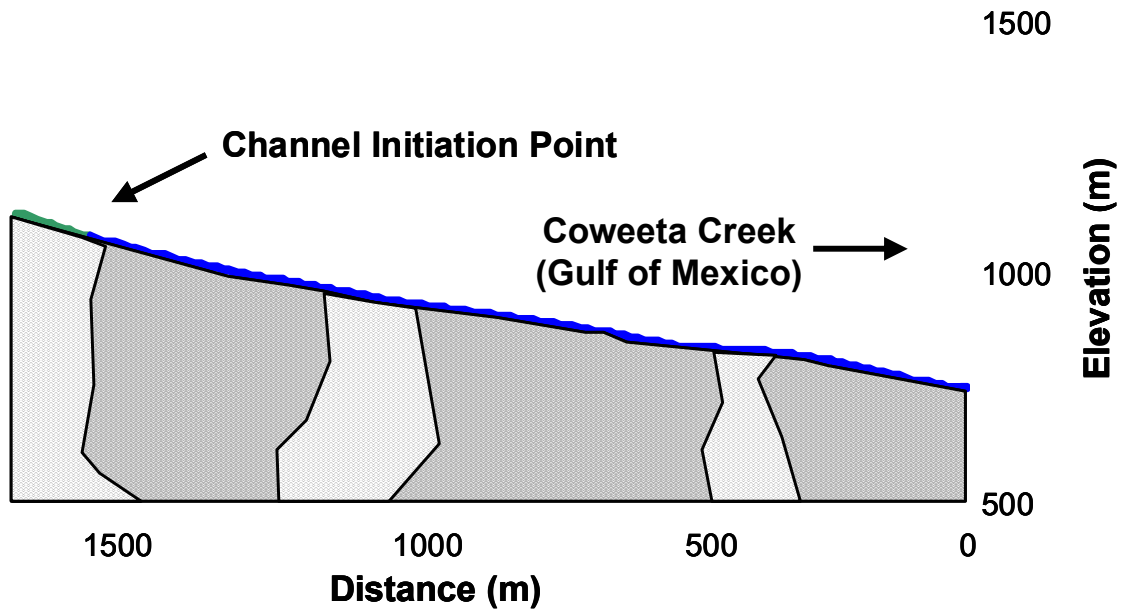 1500
Channel Initiation Point
Coweeta Creek
(Gulf of Mexico)
1000
Elevation (m)
500
1500 1000 500 0
Distance (m)